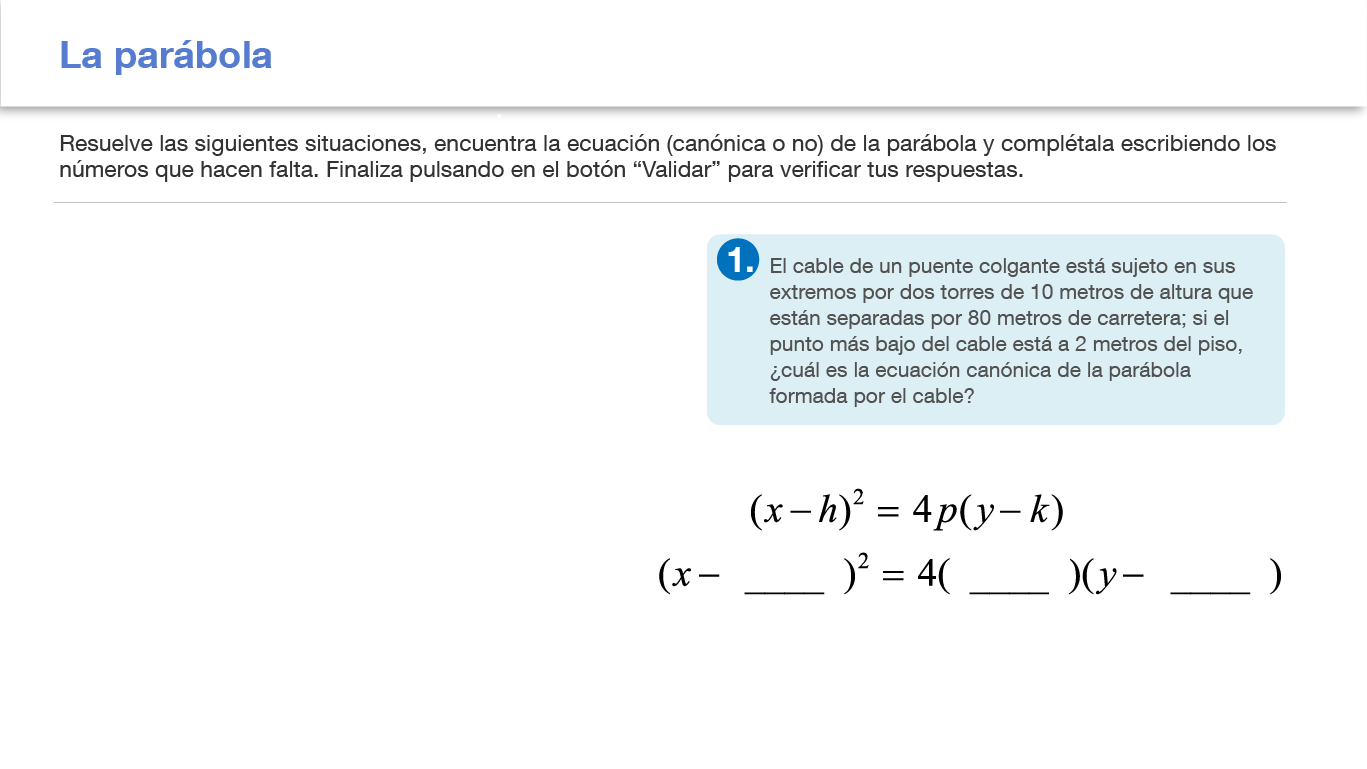 La parábola
Resuelve las siguientes situaciones, encuentra la ecuación (canónica o no) de la parábola y complétala escribiendo los
números que hacen falta. Finaliza pulsando en el botón “Validar” para verificar tus respuestas.
1.
El cable de un puente colgante está sujeto en sus
extremos por dos torres de 10 metros de altura que
están separadas por 80 metros de carretera; si el
punto más bajo del cable está a 2 metros del piso,
¿cuál es la ecuación canónica de la parábola
formada por el cable?
(x − h)² = 4p(y − k)
(x − ____ )² = 4( ____ )(y − ____ )